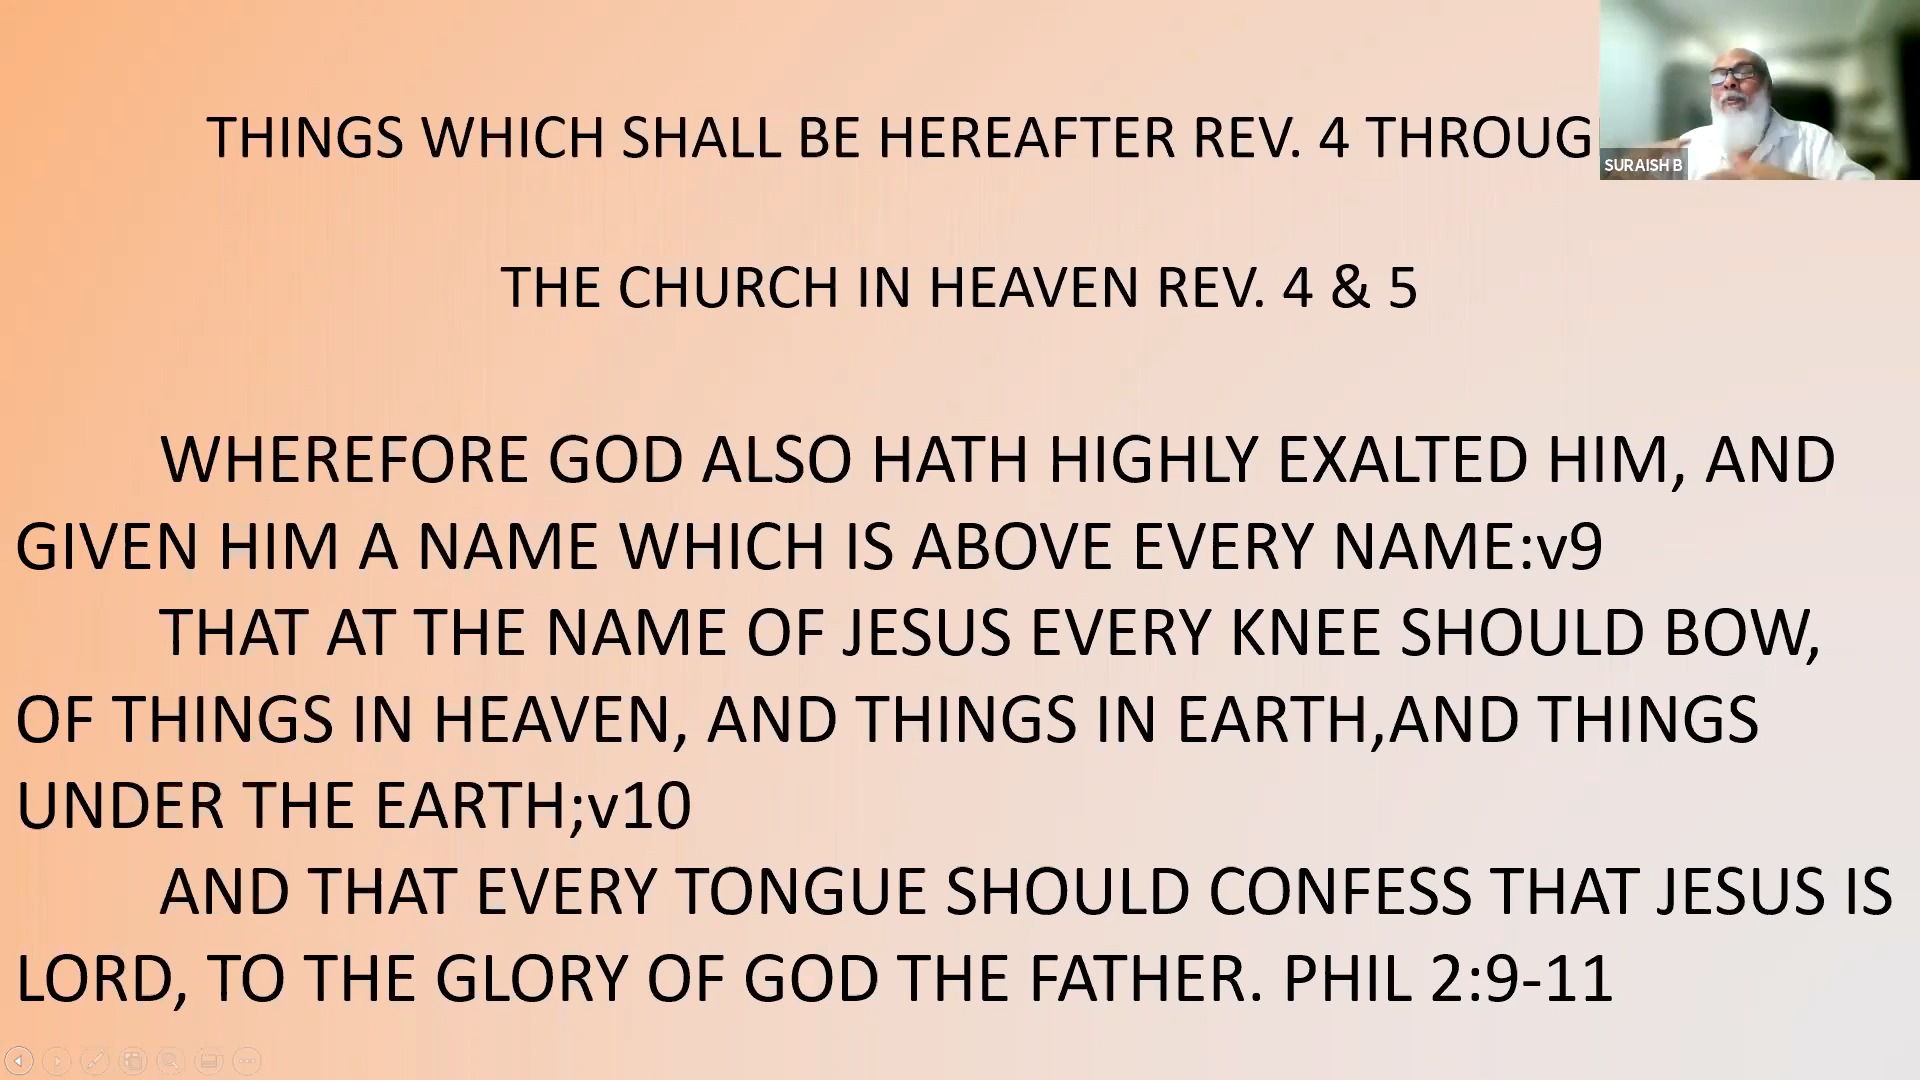 THINGS WHICH SHALL BE HEREAFTER REV. 4 THROUG
SURAISH B
THE CHURCH IN HEAVEN REV. 4 & 5
WHEREFORE GOD ALSO HATH HIGHLY EXALTED HIM, AND
GIVEN HIM A NAME WHICH IS ABOVE EVERY NAME:v9
THAT AT THE NAME OF JESUS EVERY KNEE SHOULD BOW,
OF THINGS IN HEAVEN, AND THINGS IN EARTH,AND THINGS
UNDER THE EARTH;v10
AND THAT EVERY TONGUE SHOULD CONFESS THAT JESUS IS
LORD, TO THE GLORY OF GOD THE FATHER. PHIL 2:9-11